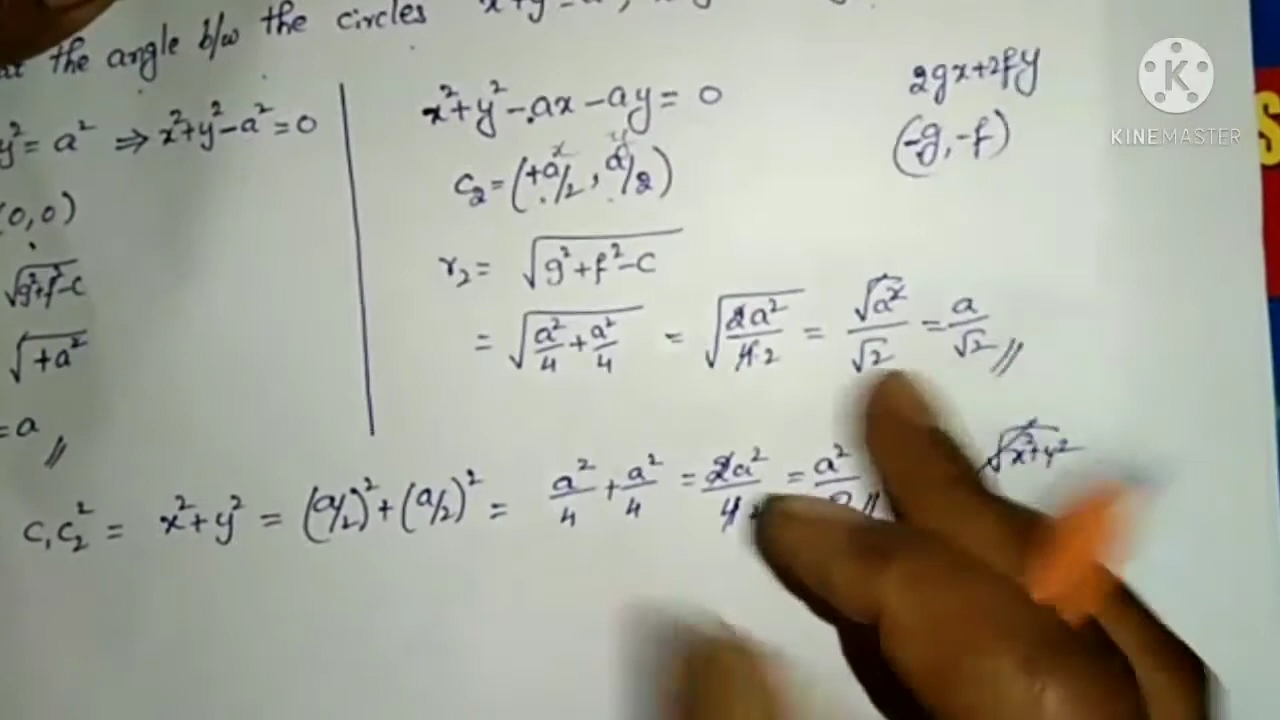 the angle b/w the circles
y² = a² ⇒ x²+y²-a² = 0
(0,0)
√g²+f²-c
√+a²
= a //
x²+y²-ax-ay = 0
C₂ = (+a/2, a/2)
x y
r₂ = √g²+f²-c
= √a²/4 + a²/4 = √2a²/4 2 = √a²/√2 = a/√2 //
2gx+2fy
(-g, -f)
KINEMASTER
√x²+y²
C₁C₂² = x²+y² = (a/2)²+(a/2)² = a²/4 + a²/4 = 2a²/4 = a²/2 //